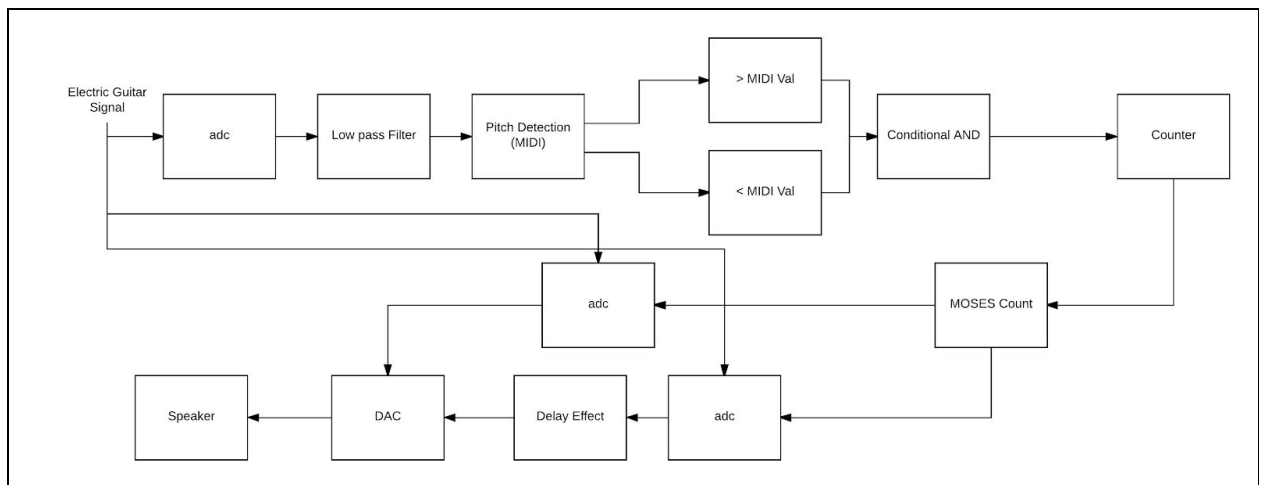 Electric Guitar
Signal
adc
Low pass Filter
Pitch Detection
(MIDI)
> MIDI Val
< MIDI Val
Conditional AND
Counter
adc
MOSES Count
Speaker
DAC
Delay Effect
adc